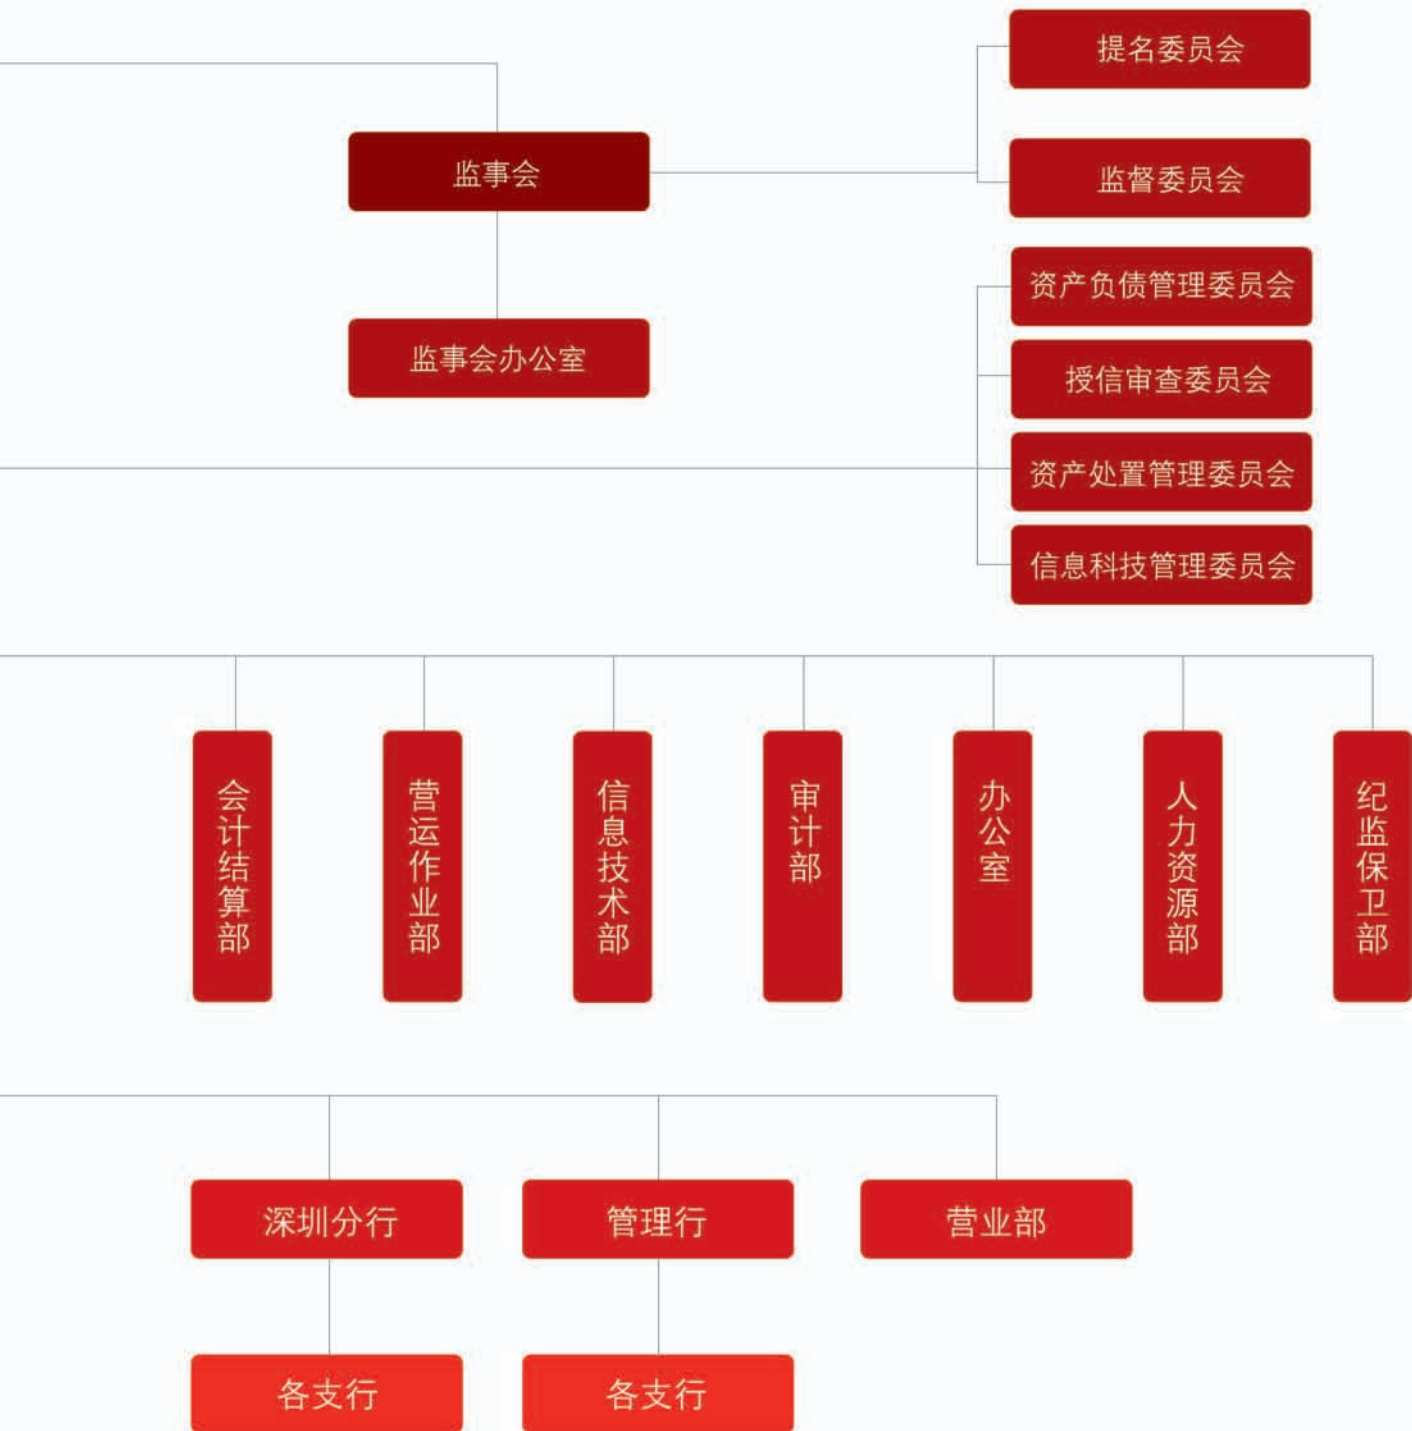 提名委员会
监事会
监督委员会
资产负债管理委员会
监事会办公室
授信审查委员会
资产处置管理委员会
信息科技管理委员会
会计结算部
营运作业部
信息技术部
审计部
办公室
人力资源部
纪监保卫部
深圳分行
管理行
营业部
各支行
各支行